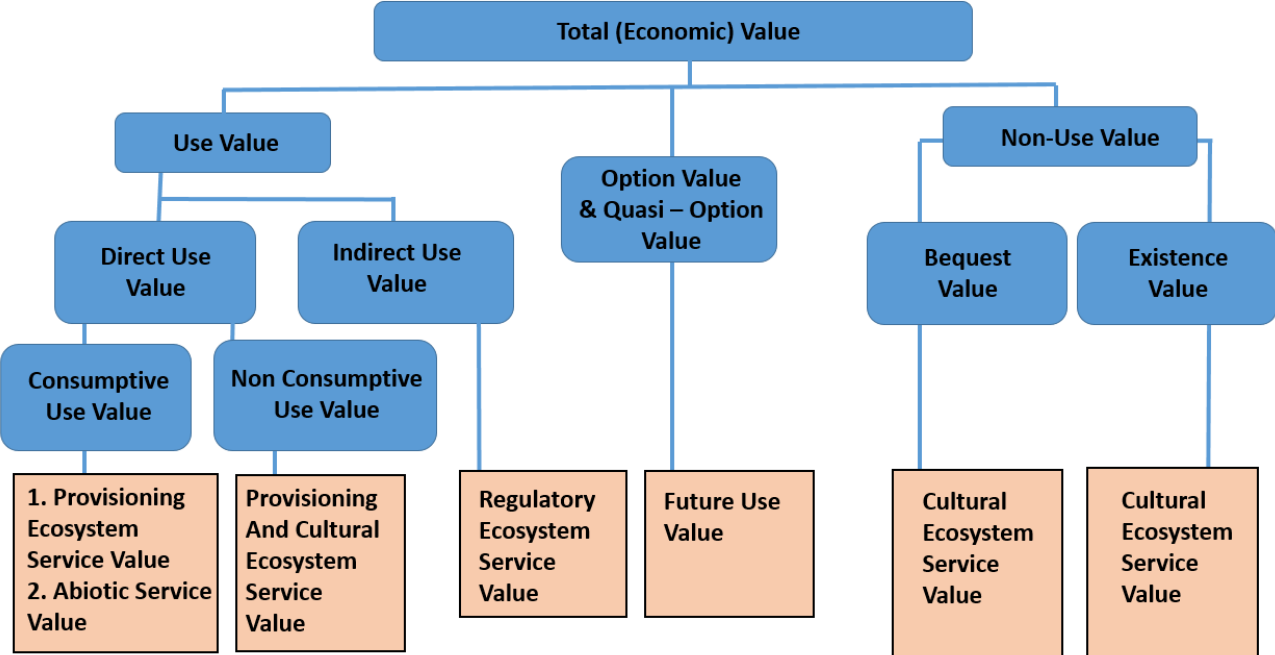 Total (Economic) Value
Use Value
Non-Use Value
Option Value
& Quasi – Option
Value
Direct Use
Value
Indirect Use
Value
Bequest
Value
Existence
Value
Consumptive
Use Value
Non Consumptive
Use Value
1. Provisioning
Ecosystem
Service Value
2. Abiotic Service
Value
Provisioning
And Cultural
Ecosystem
Service
Value
Regulatory
Ecosystem
Service
Value
Future Use
Value
Cultural
Ecosystem
Service
Value
Cultural
Ecosystem
Service
Value